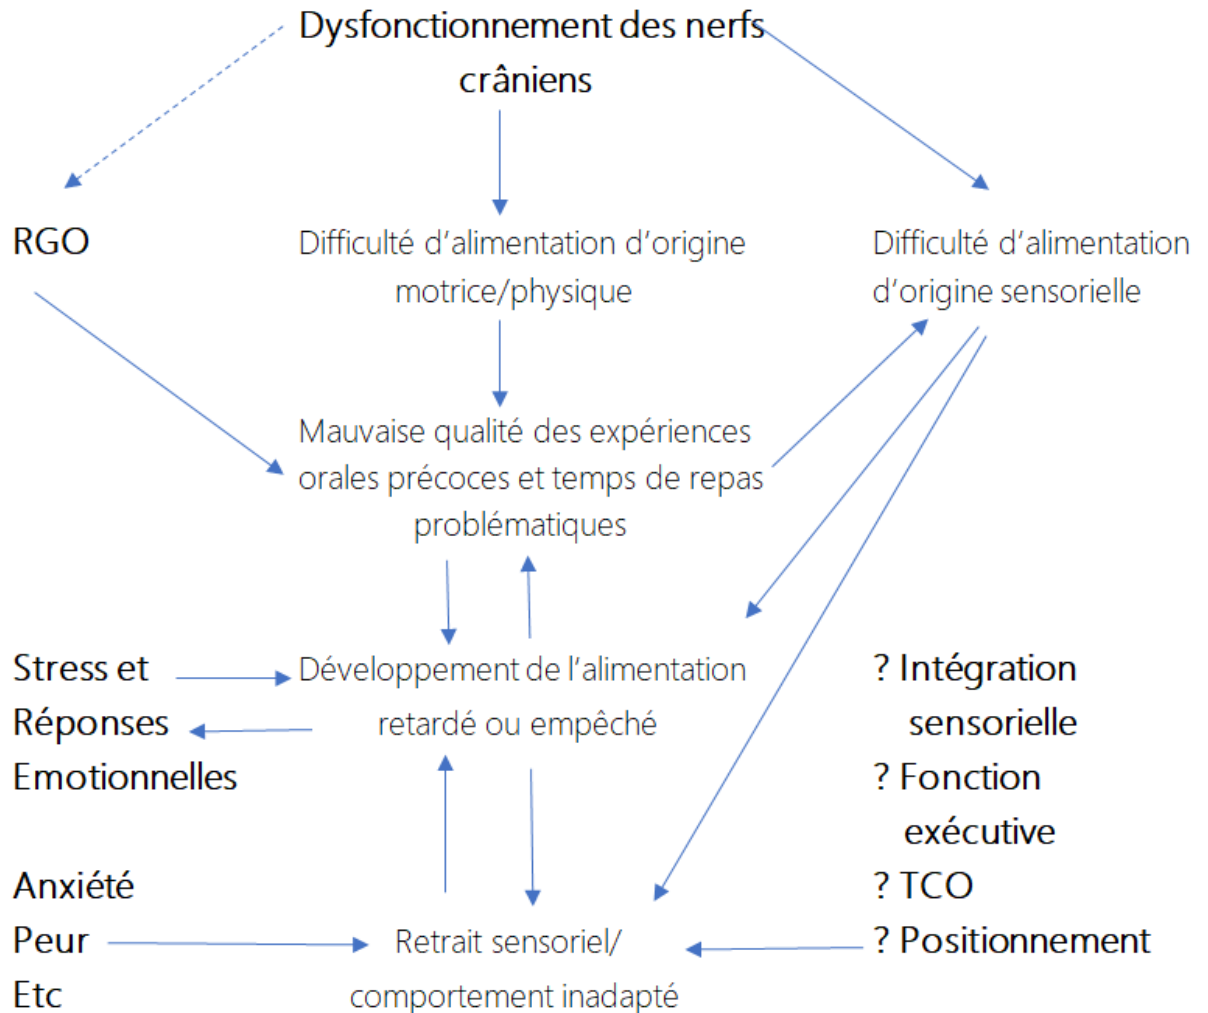 Dysfonctionnement des nerfs
crâniens
RGO
Difficulté d’alimentation d’origine
motrice/physique
Difficulté d’alimentation
d’origine sensorielle
Mauvaise qualité des expériences
orales précoces et temps de repas
problématiques
Stress et
Réponses
Emotionnelles
Développement de l’alimentation
retardé ou empêché
? Intégration
sensorielle
? Fonction
exécutive
? TCO
? Positionnement
Anxiété
Peur
Etc
Retrait sensoriel/
comportement inadapté